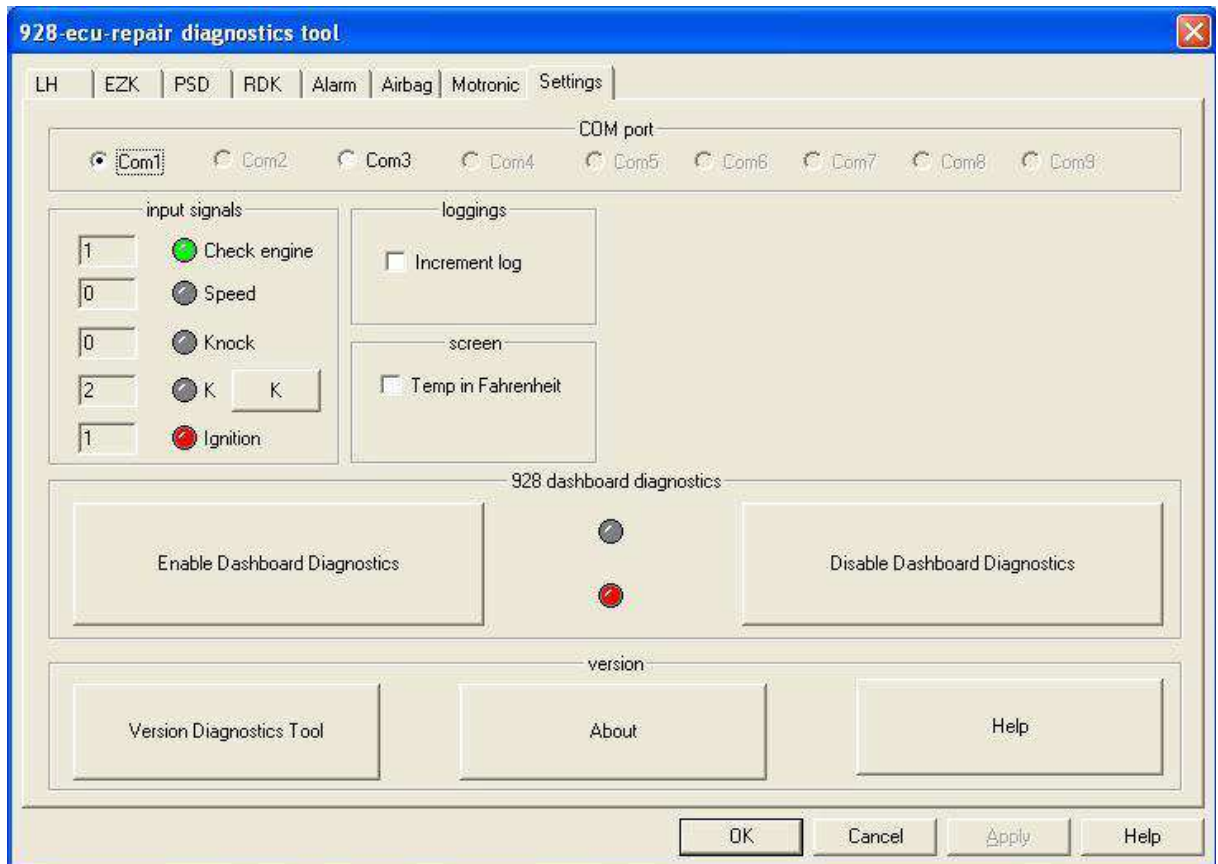 928-ecu-repair diagnostics tool
LH EZK PSD RDK Alarm Airbag Motronic Settings
COM port
Com1 Com2 Com3 Com4 Com5 Com6 Com7 Com8 Com9
input signals
1 Check engine
0 Speed
0 Knock
2 K K
1 Ignition
loggings
Increment log
screen
Temp in Fahrenheit
928 dashboard diagnostics
Enable Dashboard Diagnostics Disable Dashboard Diagnostics
version
Version Diagnostics Tool About Help
OK Cancel Apply Help